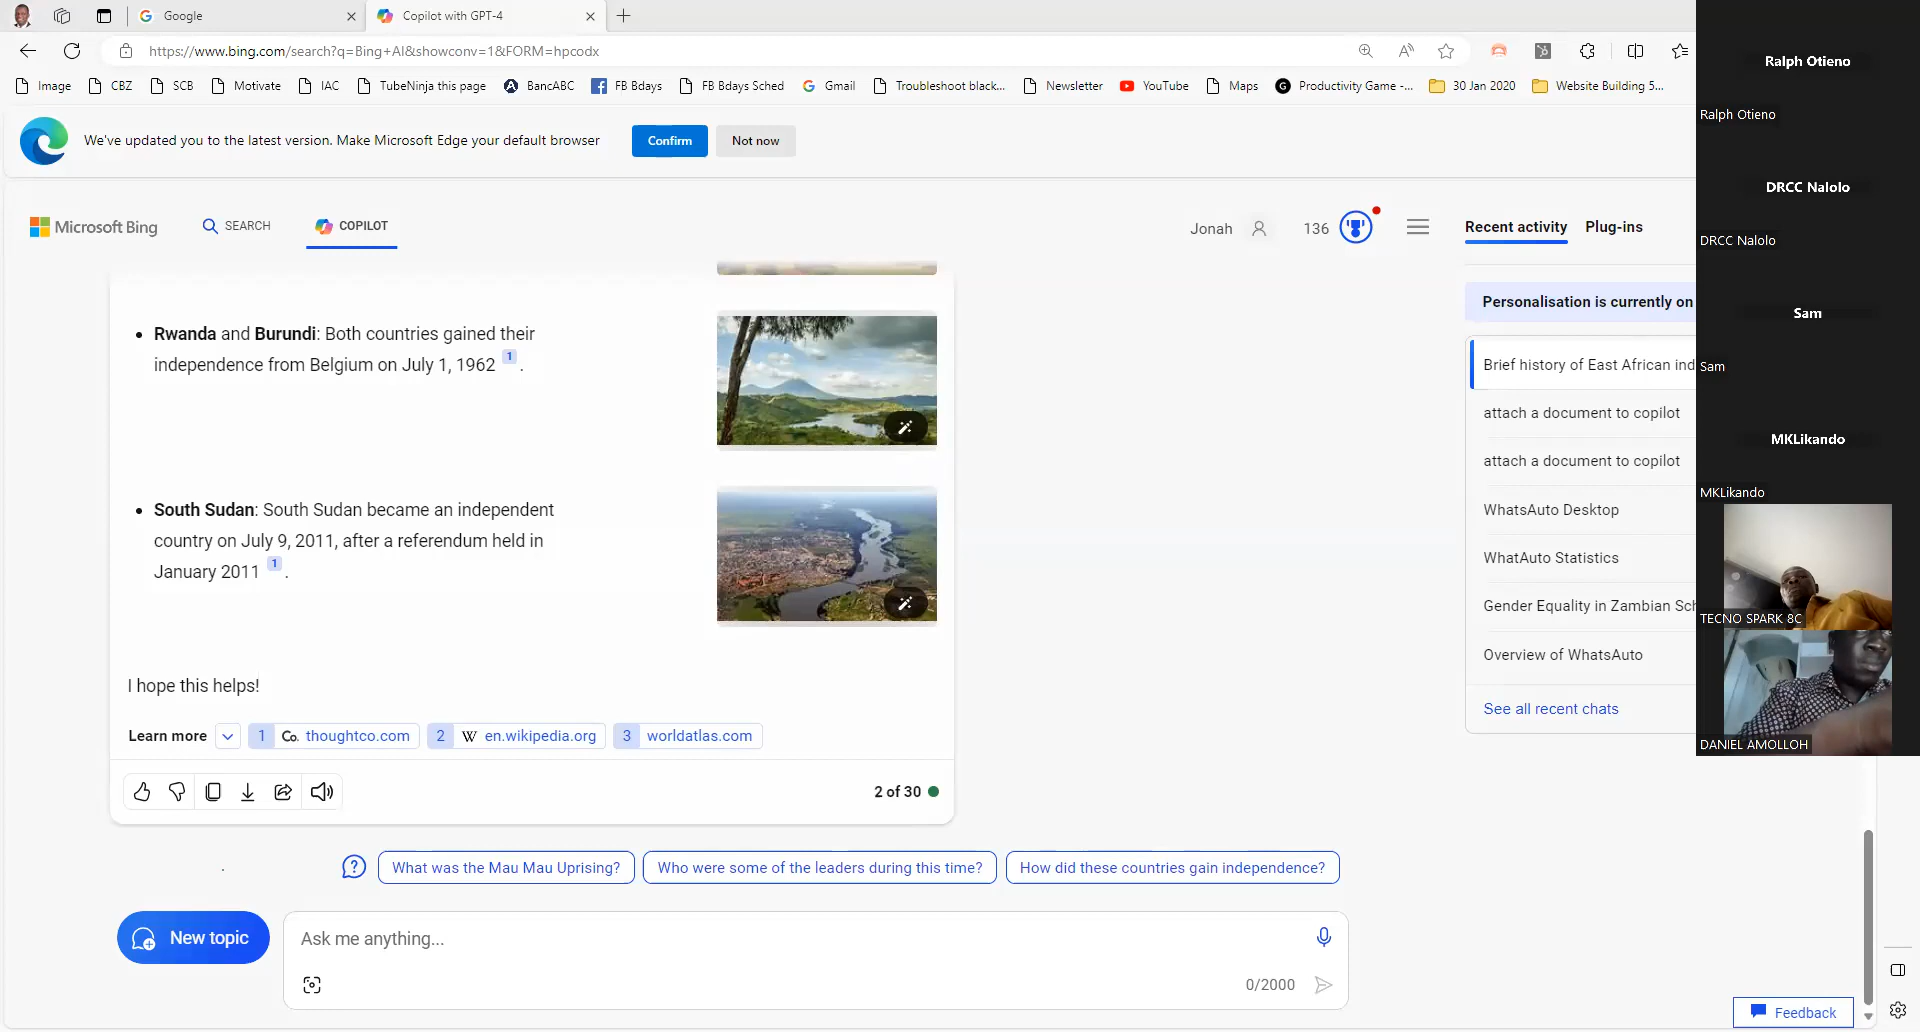 Google
Copilot with GPT-4
https://www.bing.com/search?q=Bing+AI&showconv=1&FORM=hpcodx
Image
CBZ
SCB
Motivate
IAC
TubeNinja this page
BancABC
FB Bdays
FB Bdays Sched
Gmail
Troubleshoot black...
Newsletter
YouTube
Maps
Productivity Game -...
30 Jan 2020
Website Building 5...
We've updated you to the latest version. Make Microsoft Edge your default browser
Confirm
Not now
Microsoft Bing
SEARCH
COPILOT
Jonah
136
Recent activity
Plug-ins
Rwanda and Burundi: Both countries gained their
independence from Belgium on July 1, 1962 1 .
South Sudan: South Sudan became an independent
country on July 9, 2011, after a referendum held in
January 2011 1 .
I hope this helps!
Learn more
1 Co. thoughtco.com
2 W en.wikipedia.org
3 worldatlas.com
2 of 30
What was the Mau Mau Uprising?
Who were some of the leaders during this time?
How did these countries gain independence?
New topic
Ask me anything...
0/2000
Personalisation is currently on
Brief history of East African ind
attach a document to copilot
attach a document to copilot
WhatsAuto Desktop
WhatAuto Statistics
Gender Equality in Zambian Sch
Overview of WhatsAuto
See all recent chats
Ralph Otieno
Ralph Otieno
DRCC Nalolo
DRCC Nalolo
Sam
Sam
MKLikando
MKLikando
TECNO SPARK 8C
DANIEL AMOLLOH
Feedback